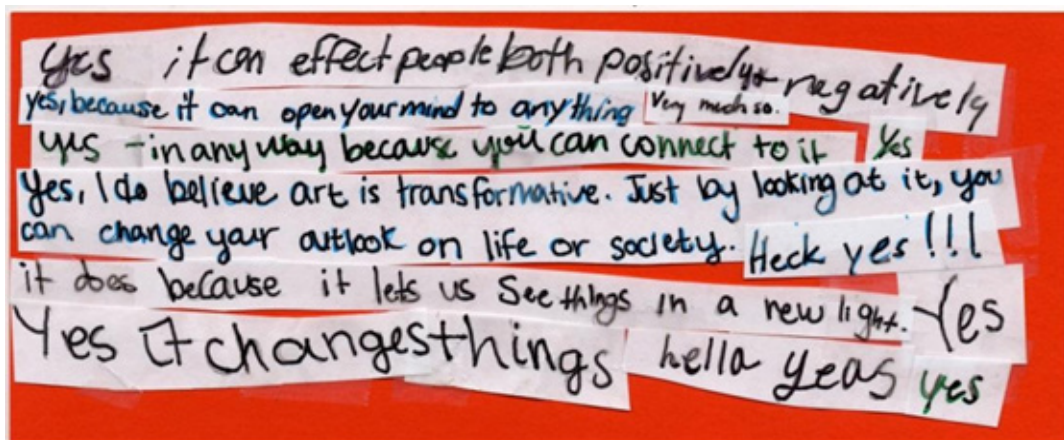 yes it can effect people both positively & negatively
yes, because it can open your mind to anything Very much so.
yes - in any way because you can connect to it Yes
Yes, I do believe art is transformative. Just by looking at it, you
can change your outlook on life or society. Heck yes!!!
it does because it lets us see things in a new light. Yes
Yes It changes things hella yeas yes